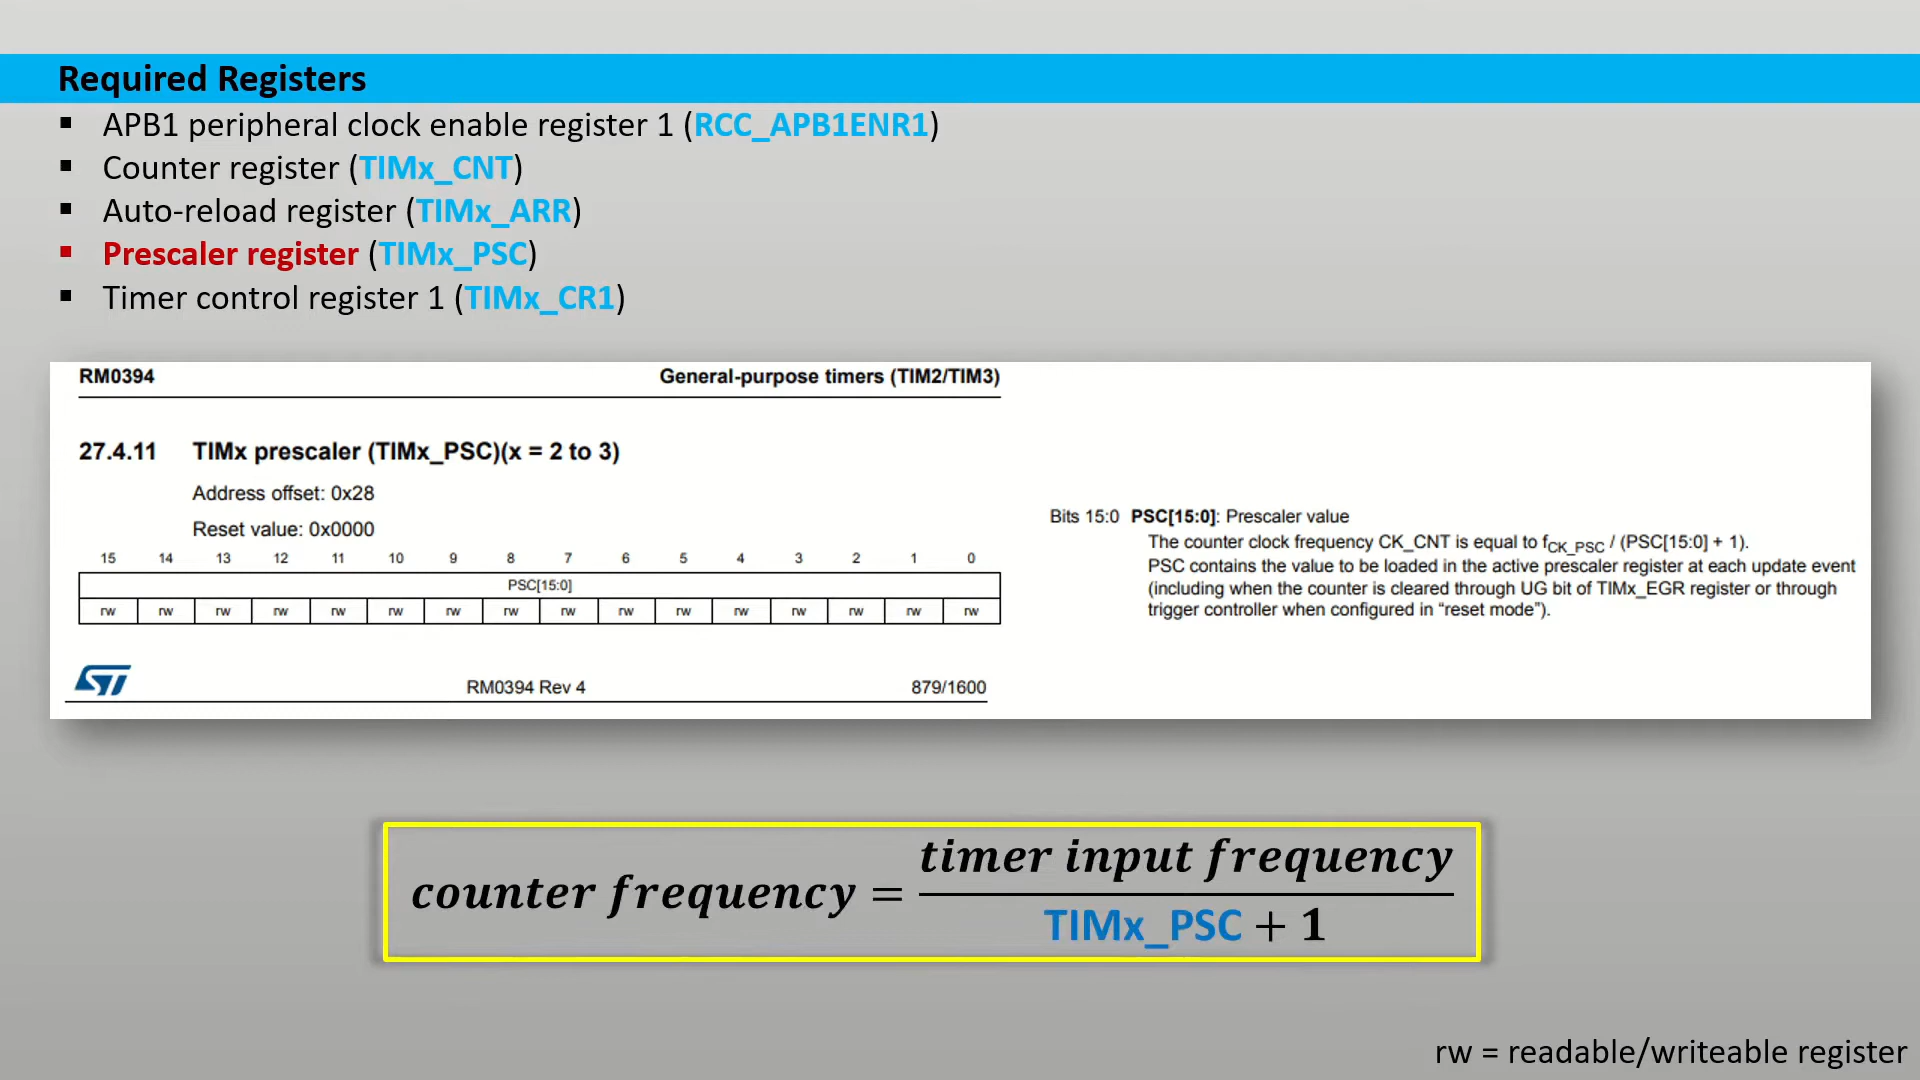 Required Registers
▪ APB1 peripheral clock enable register 1 (RCC_APB1ENR1)
▪ Counter register (TIMx_CNT)
▪ Auto-reload register (TIMx_ARR)
▪ Prescaler register (TIMx_PSC)
▪ Timer control register 1 (TIMx_CR1)
RM0394 General-purpose timers (TIM2/TIM3)
27.4.11 TIMx prescaler (TIMx_PSC)(x = 2 to 3)
Address offset: 0x28
Reset value: 0x0000
15 14 13 12 11 10 9 8 7 6 5 4 3 2 1 0
PSC[15:0]
rw rw rw rw rw rw rw rw rw rw rw rw rw rw rw rw
ST RM0394 Rev 4 879/1600
Bits 15:0 PSC[15:0]: Prescaler value
The counter clock frequency CK_CNT is equal to fCK_PSC / (PSC[15:0] + 1).
PSC contains the value to be loaded in the active prescaler register at each update event
(including when the counter is cleared through UG bit of TIMx_EGR register or through
trigger controller when configured in “reset mode”).
counter frequency = timer input frequency
TIMx_PSC + 1
rw = readable/writeable register